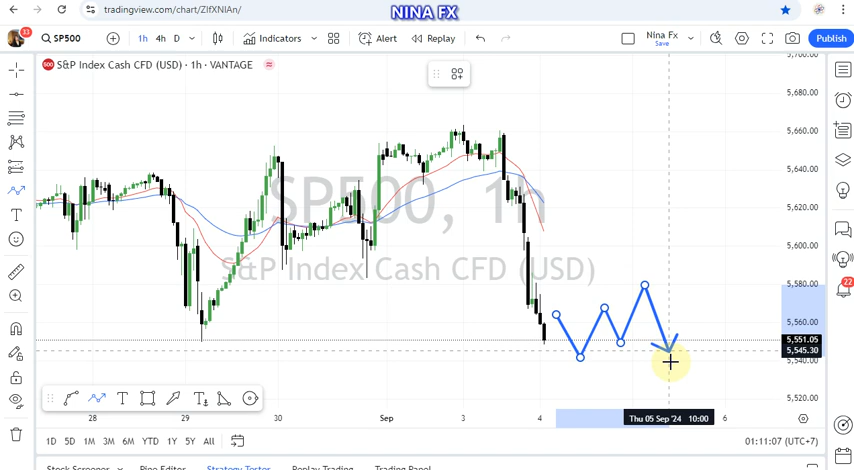 NINA FX
tradingview.com/chart/ZIfXNIAn/
33
SP500
1h 4h D
Indicators
Alert
Replay
Nina Fx
Save
Publish
500
S&P Index Cash CFD (USD) · 1h · VANTAGE
SP500, 1h
S&P Index Cash CFD (USD)
5,700.00
5,680.00
5,660.00
5,640.00
5,620.00
5,600.00
5,580.00
5,560.00
5,551.05
5,545.30
5,540.00
5,520.00
22
28 29 30 Sep 3 4 Thu 05 Sep '24 10:00 6
1D 5D 1M 3M 6M YTD 1Y 5Y All
01:11:07 (UTC+7)
Stock Screener
Pine Editor
Strategy Tester
Replay Trading
Trading Panel